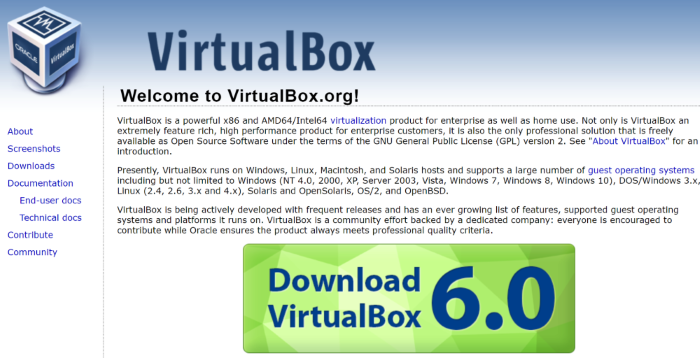 ORACLE
VirtualBox
VirtualBox
Welcome to VirtualBox.org!
About
Screenshots
Downloads
Documentation
End-user docs
Technical docs
Contribute
Community
VirtualBox is a powerful x86 and AMD64/Intel64 virtualization product for enterprise as well as home use. Not only is VirtualBox an
extremely feature rich, high performance product for enterprise customers, it is also the only professional solution that is freely
available as Open Source Software under the terms of the GNU General Public License (GPL) version 2. See "About VirtualBox" for an
introduction.
Presently, VirtualBox runs on Windows, Linux, Macintosh, and Solaris hosts and supports a large number of guest operating systems
including but not limited to Windows (NT 4.0, 2000, XP, Server 2003, Vista, Windows 7, Windows 8, Windows 10), DOS/Windows 3.x,
Linux (2.4, 2.6, 3.x and 4.x), Solaris and OpenSolaris, OS/2, and OpenBSD.
VirtualBox is being actively developed with frequent releases and has an ever growing list of features, supported guest operating
systems and platforms it runs on. VirtualBox is a community effort backed by a dedicated company: everyone is encouraged to
contribute while Oracle ensures the product always meets professional quality criteria.
Download
VirtualBox 6.0